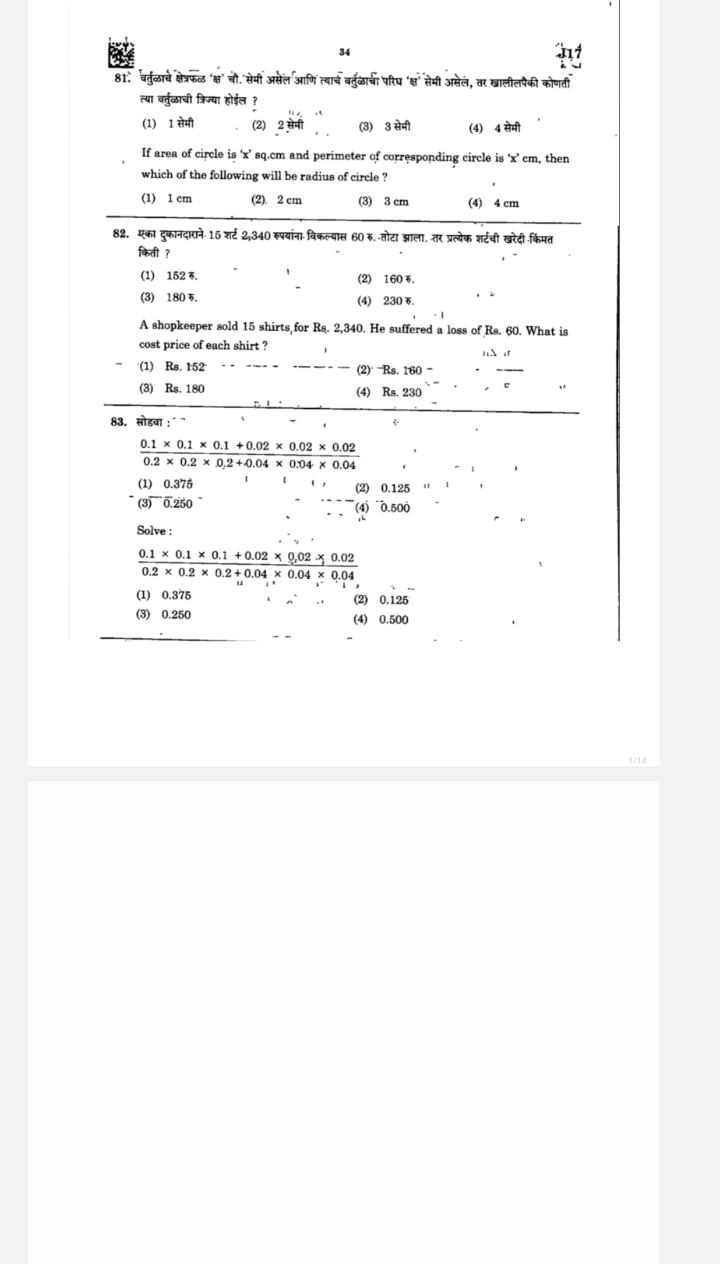 34
J17
81. वर्तुळाचे क्षेत्रफळ ‘क्ष’ चौ. सेमी असेल आणि त्याच वर्तुळाचा परिघ ‘क्ष’ सेमी असेल, तर खालीलपैकी कोणती
त्या वर्तुळाची त्रिज्या होईल ?
(1) 1 सेमी (2) 2 सेमी (3) 3 सेमी (4) 4 सेमी
If area of circle is ‘x’ sq.cm and perimeter of corresponding circle is ‘x’ cm, then
which of the following will be radius of circle ?
(1) 1 cm (2) 2 cm (3) 3 cm (4) 4 cm
82. एका दुकानदाराने 15 शर्ट 2,340 रुपयांना विकल्यास 60 रु. तोटा झाला. तर प्रत्येक शर्टची खरेदी किंमत
किती ?
(1) 152 रु. (2) 160 रु.
(3) 180 रु. (4) 230 रु.
A shopkeeper sold 15 shirts for Rs. 2,340. He suffered a loss of Rs. 60. What is
cost price of each shirt ?
(1) Rs. 152 (2) Rs. 160
(3) Rs. 180 (4) Rs. 230
83. सोडवा :
0.1 × 0.1 × 0.1 + 0.02 × 0.02 × 0.02
0.2 × 0.2 × 0.2 + 0.04 × 0.04 × 0.04
(1) 0.375 (2) 0.125
(3) 0.250 (4) 0.500
Solve :
0.1 × 0.1 × 0.1 + 0.02 × 0.02 × 0.02
0.2 × 0.2 × 0.2 + 0.04 × 0.04 × 0.04
(1) 0.375 (2) 0.125
(3) 0.250 (4) 0.500
1/14